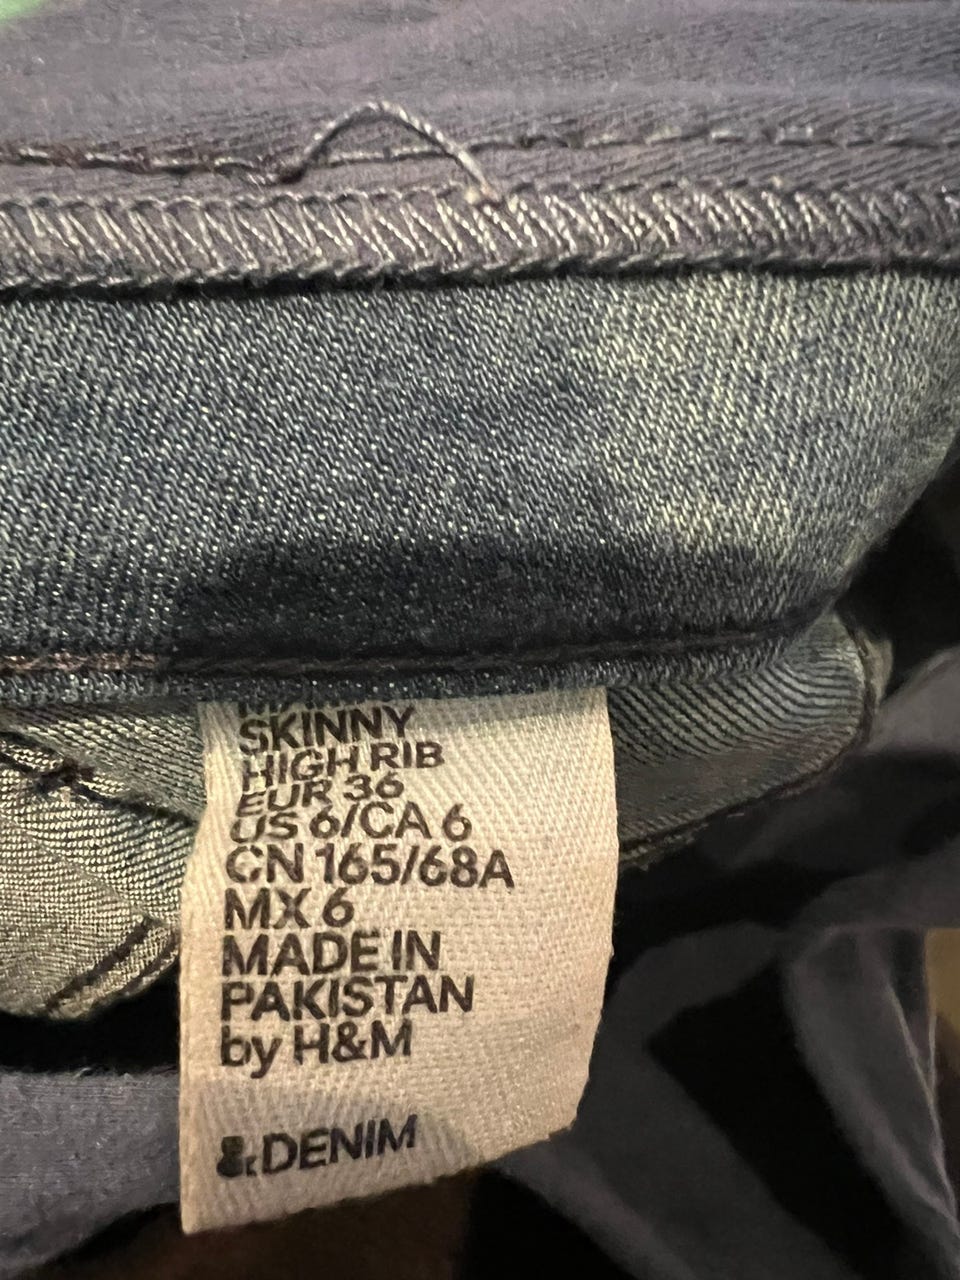 MAMA
SKINNY
HIGH RIB
EUR 36
US 6/CA 6
CN 165/68A
MX 6
MADE IN
PAKISTAN
by H&M
&DENIM